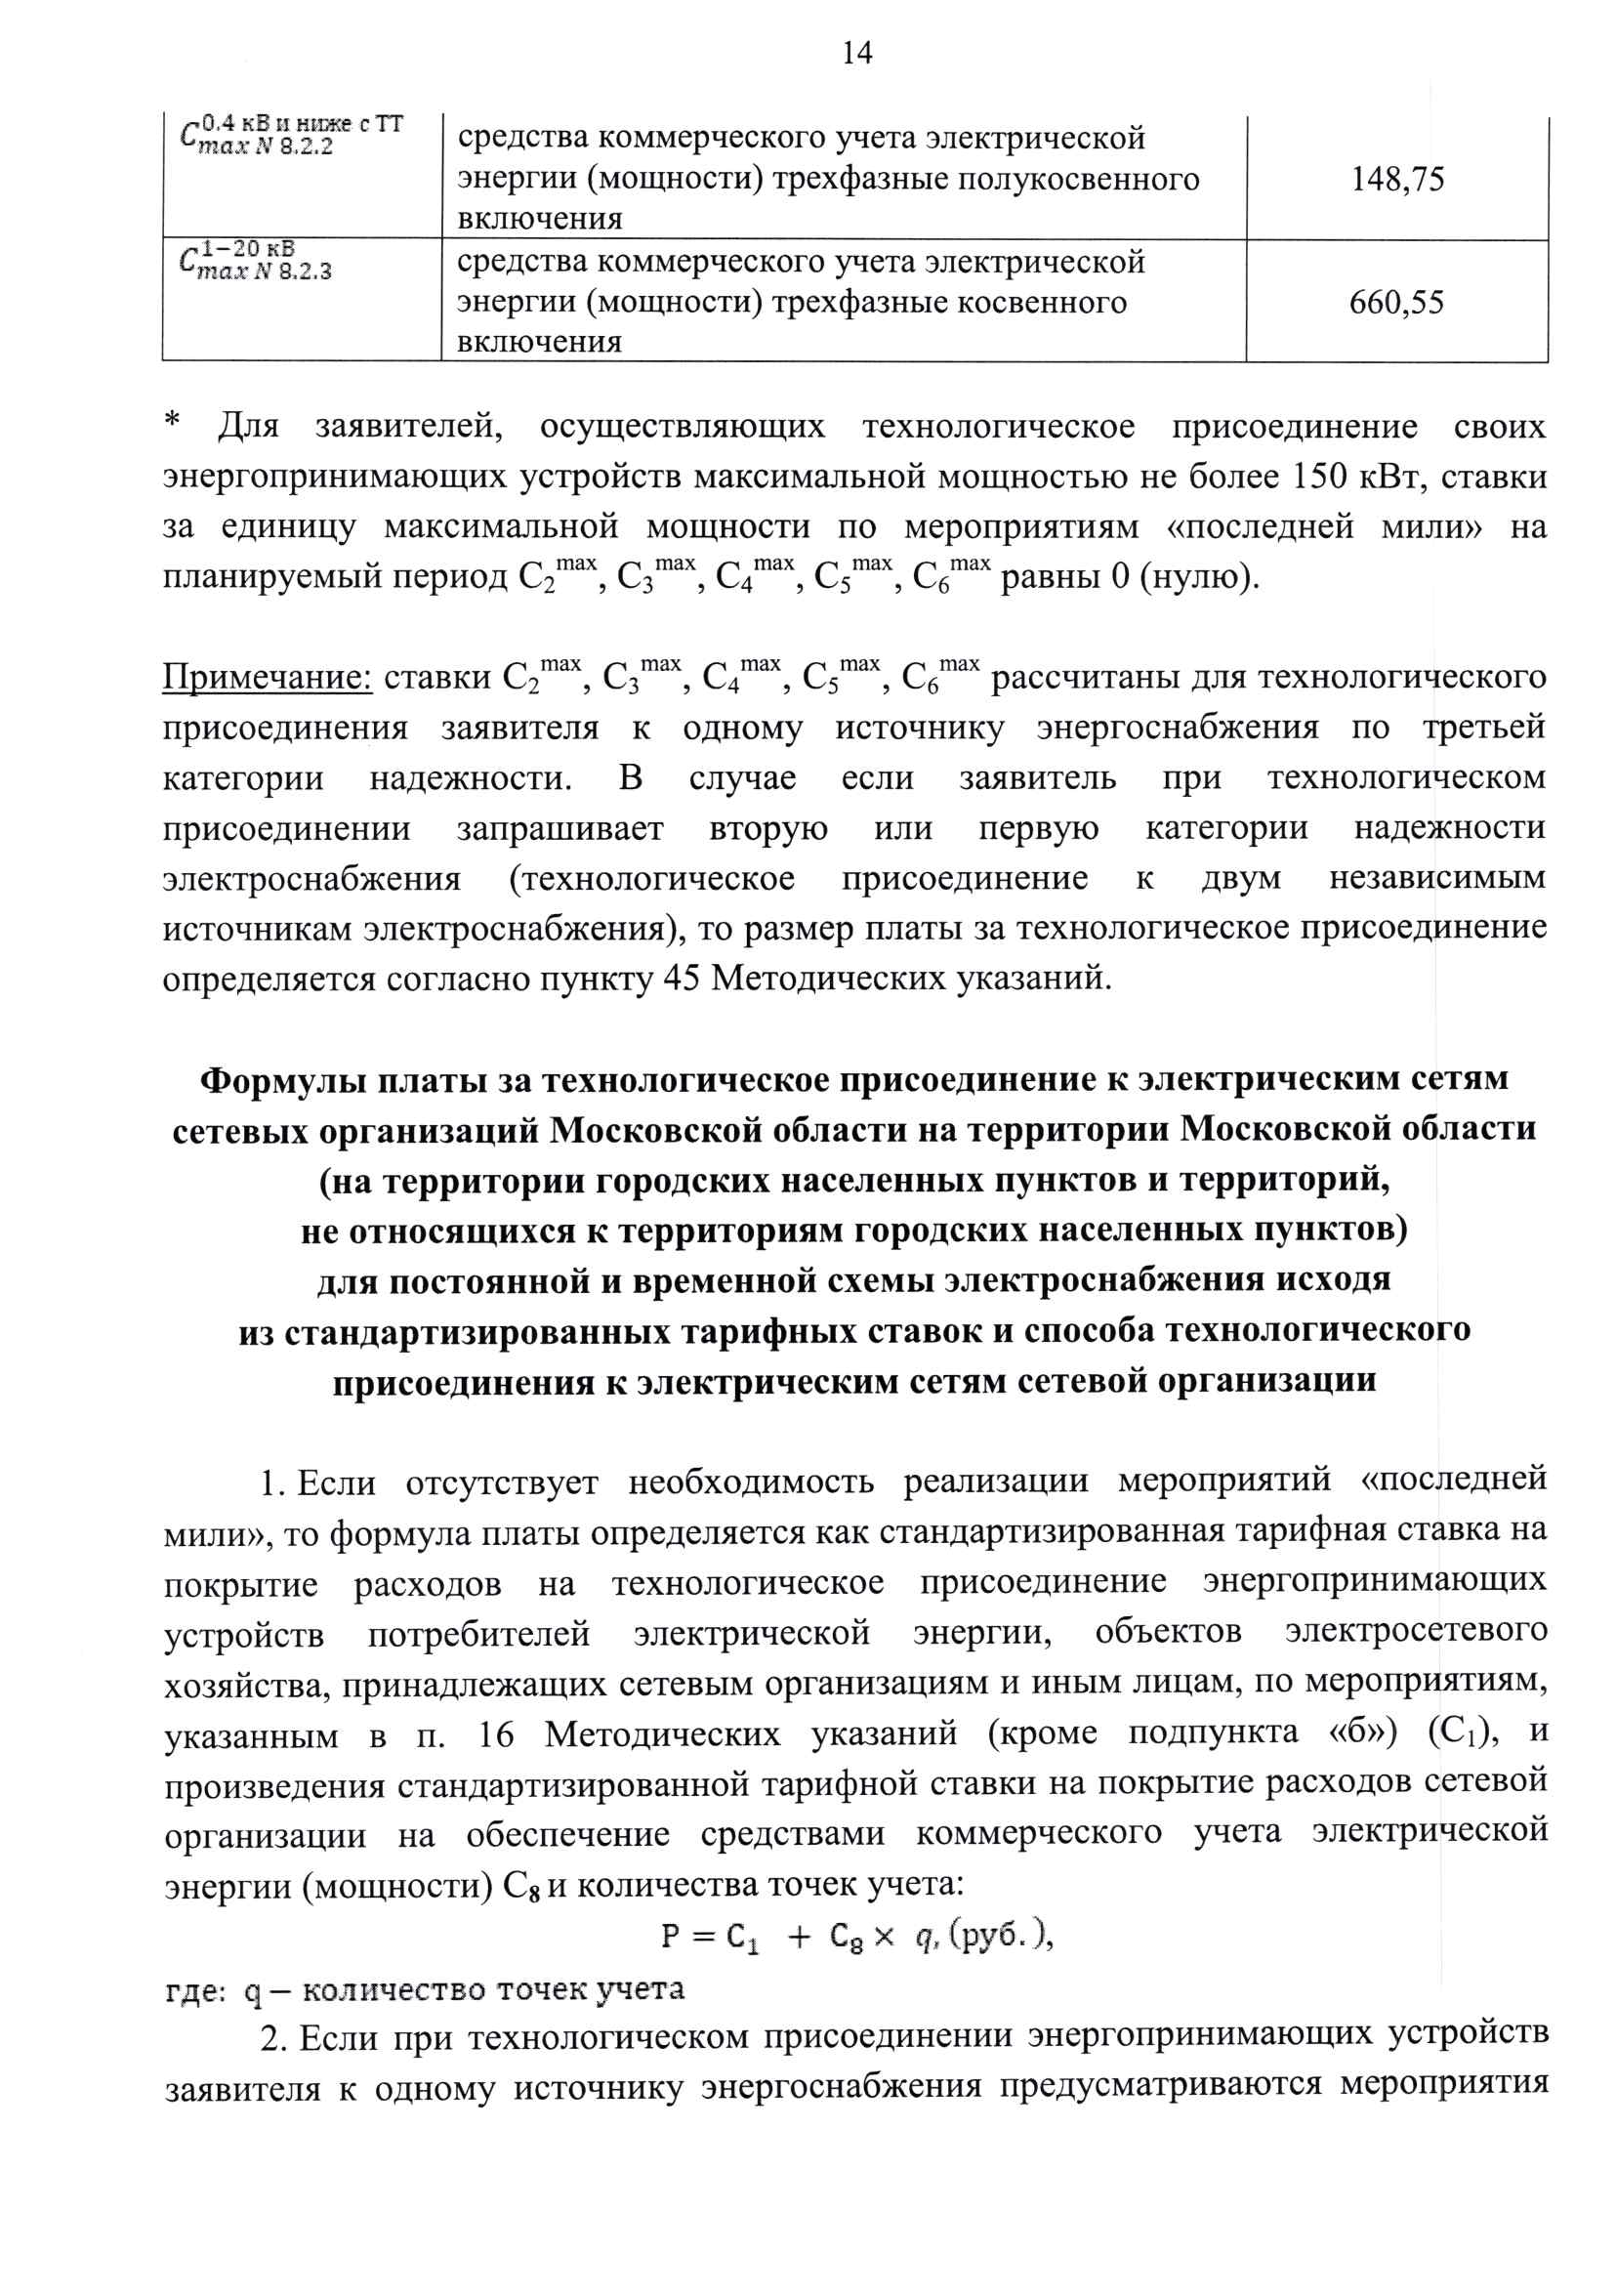 14
C 0.4 кВ и ниже с ТТ max N 8.2.2
средства коммерческого учета электрической
энергии (мощности) трехфазные полукосвенного
включения
148,75
C 1−20 кВ max N 8.2.3
средства коммерческого учета электрической
энергии (мощности) трехфазные косвенного
включения
660,55
* Для заявителей, осуществляющих технологическое присоединение своих
энергопринимающих устройств максимальной мощностью не более 150 кВт, ставки
за единицу максимальной мощности по мероприятиям «последней мили» на
планируемый период C₂ᵐᵃˣ, C₃ᵐᵃˣ, C₄ᵐᵃˣ, C₅ᵐᵃˣ, C₆ᵐᵃˣ равны 0 (нулю).
Примечание: ставки C₂ᵐᵃˣ, C₃ᵐᵃˣ, C₄ᵐᵃˣ, C₅ᵐᵃˣ, C₆ᵐᵃˣ рассчитаны для технологического
присоединения заявителя к одному источнику энергоснабжения по третьей
категории надежности. В случае если заявитель при технологическом
присоединении запрашивает вторую или первую категории надежности
электроснабжения (технологическое присоединение к двум независимым
источникам электроснабжения), то размер платы за технологическое присоединение
определяется согласно пункту 45 Методических указаний.
Формулы платы за технологическое присоединение к электрическим сетям
сетевых организаций Московской области на территории Московской области
(на территории городских населенных пунктов и территорий,
не относящихся к территориям городских населенных пунктов)
для постоянной и временной схемы электроснабжения исходя
из стандартизированных тарифных ставок и способа технологического
присоединения к электрическим сетям сетевой организации
1. Если отсутствует необходимость реализации мероприятий «последней
мили», то формула платы определяется как стандартизированная тарифная ставка на
покрытие расходов на технологическое присоединение энергопринимающих
устройств потребителей электрической энергии, объектов электросетевого
хозяйства, принадлежащих сетевым организациям и иным лицам, по мероприятиям,
указанным в п. 16 Методических указаний (кроме подпункта «б») (C₁), и
произведения стандартизированной тарифной ставки на покрытие расходов сетевой
организации на обеспечение средствами коммерческого учета электрической
энергии (мощности) C₈ и количества точек учета:
P = C₁ + C₈ × q, (руб.),
где: q − количество точек учета
2. Если при технологическом присоединении энергопринимающих устройств
заявителя к одному источнику энергоснабжения предусматриваются мероприятия